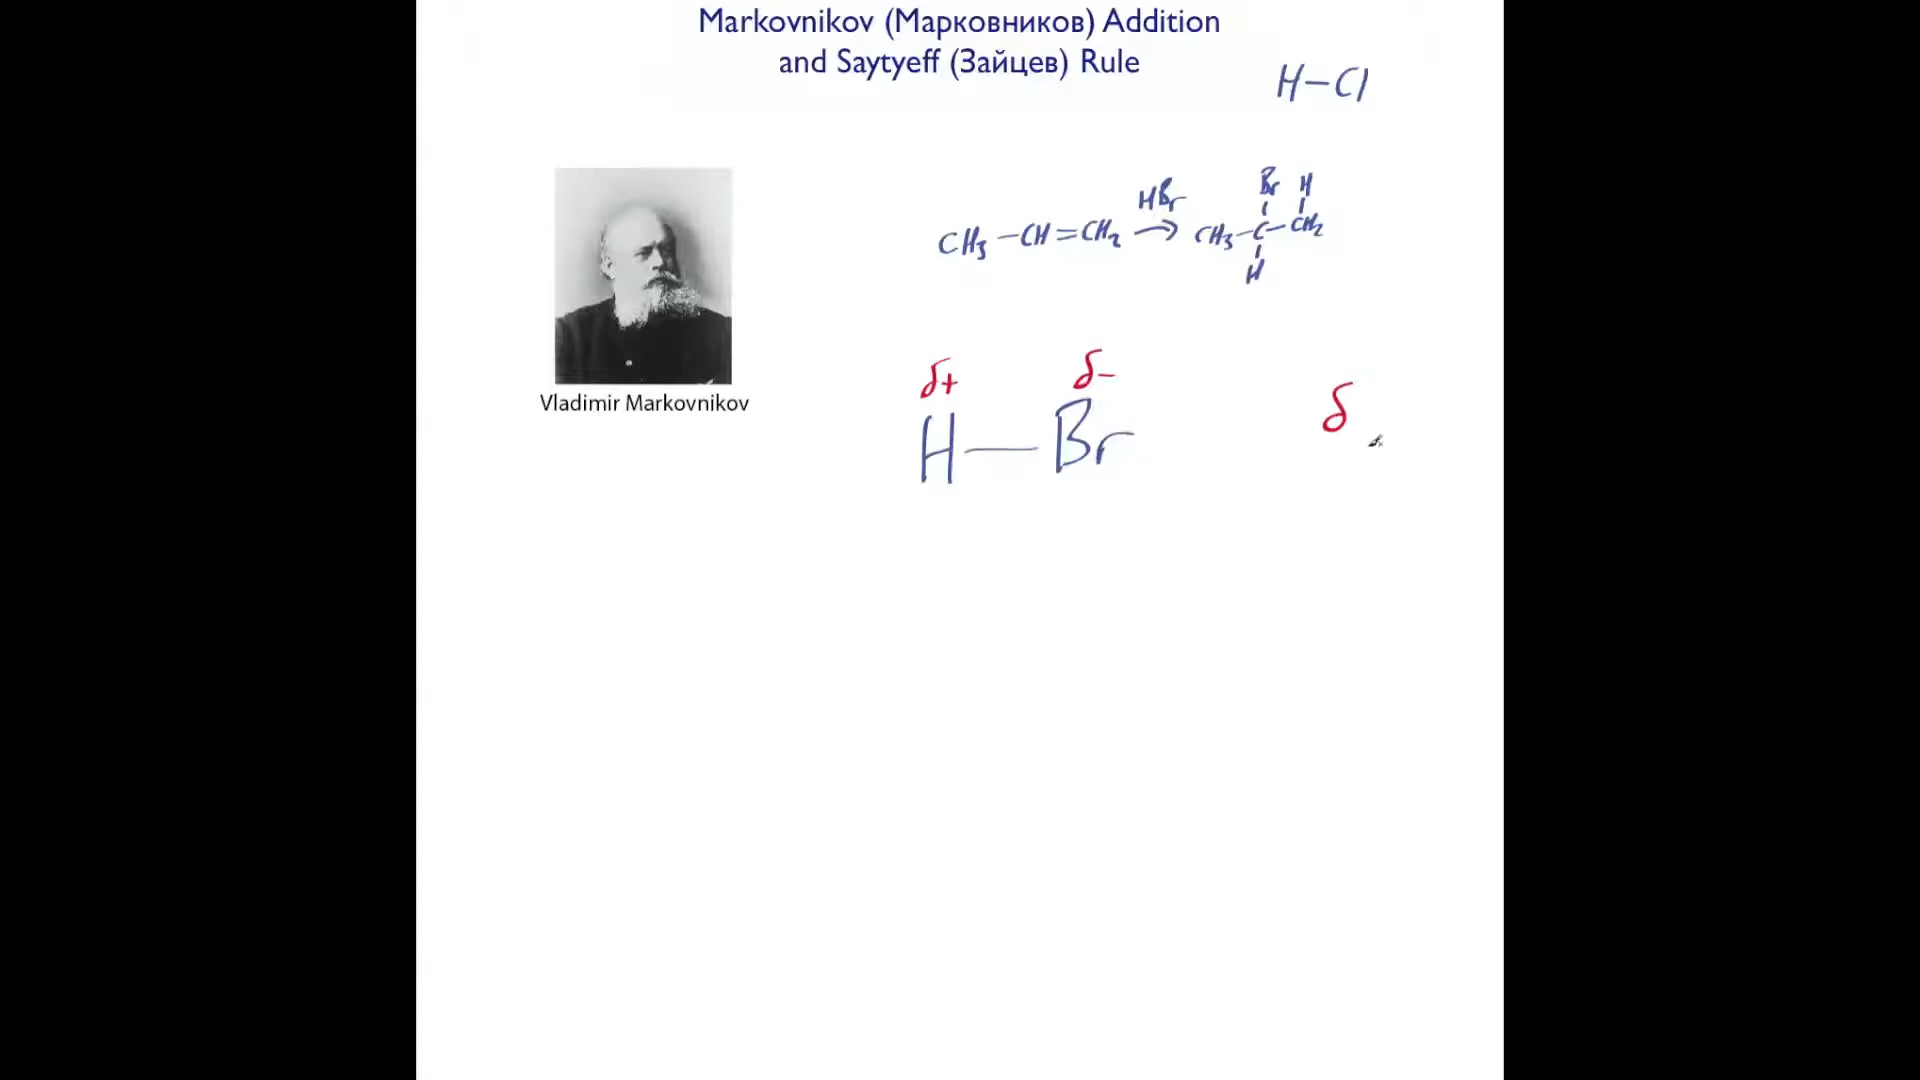 Markovnikov (Марковников) Addition
and Saytyeff (Зайцев) Rule
H-Cl
Br H
HBr
CH3-CH=CH2 → CH3-C-CH2
H
Vladimir Markovnikov
δ+ δ-
δ
H-Br